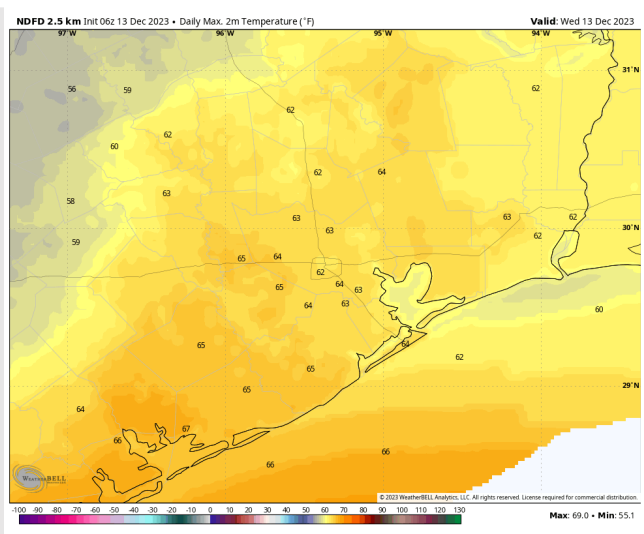 NDFD 2.5 km Init 06z 13 Dec 2023 • Daily Max. 2m Temperature (°F) Valid: Wed 13 Dec 2023
97°W 96°W 95°W 94°W
31°N
56 59 62
62
62
60
62 64
63
58
63 63 62
63
30°N
62
59
65 64
62
65 64 63
64 63
60
65 64
62
65
29°N
65
64
67
66
66
66
WeatherBELL
© 2023 WeatherBELL Analytics, LLC. All rights reserved. License required for commercial distribution.
-100 -90 -80 -70 -60 -50 -40 -30 -20 -10 0 10 20 30 40 50 60 70 80 90 100 110 120 130
Max: 69.0 • Min: 55.1